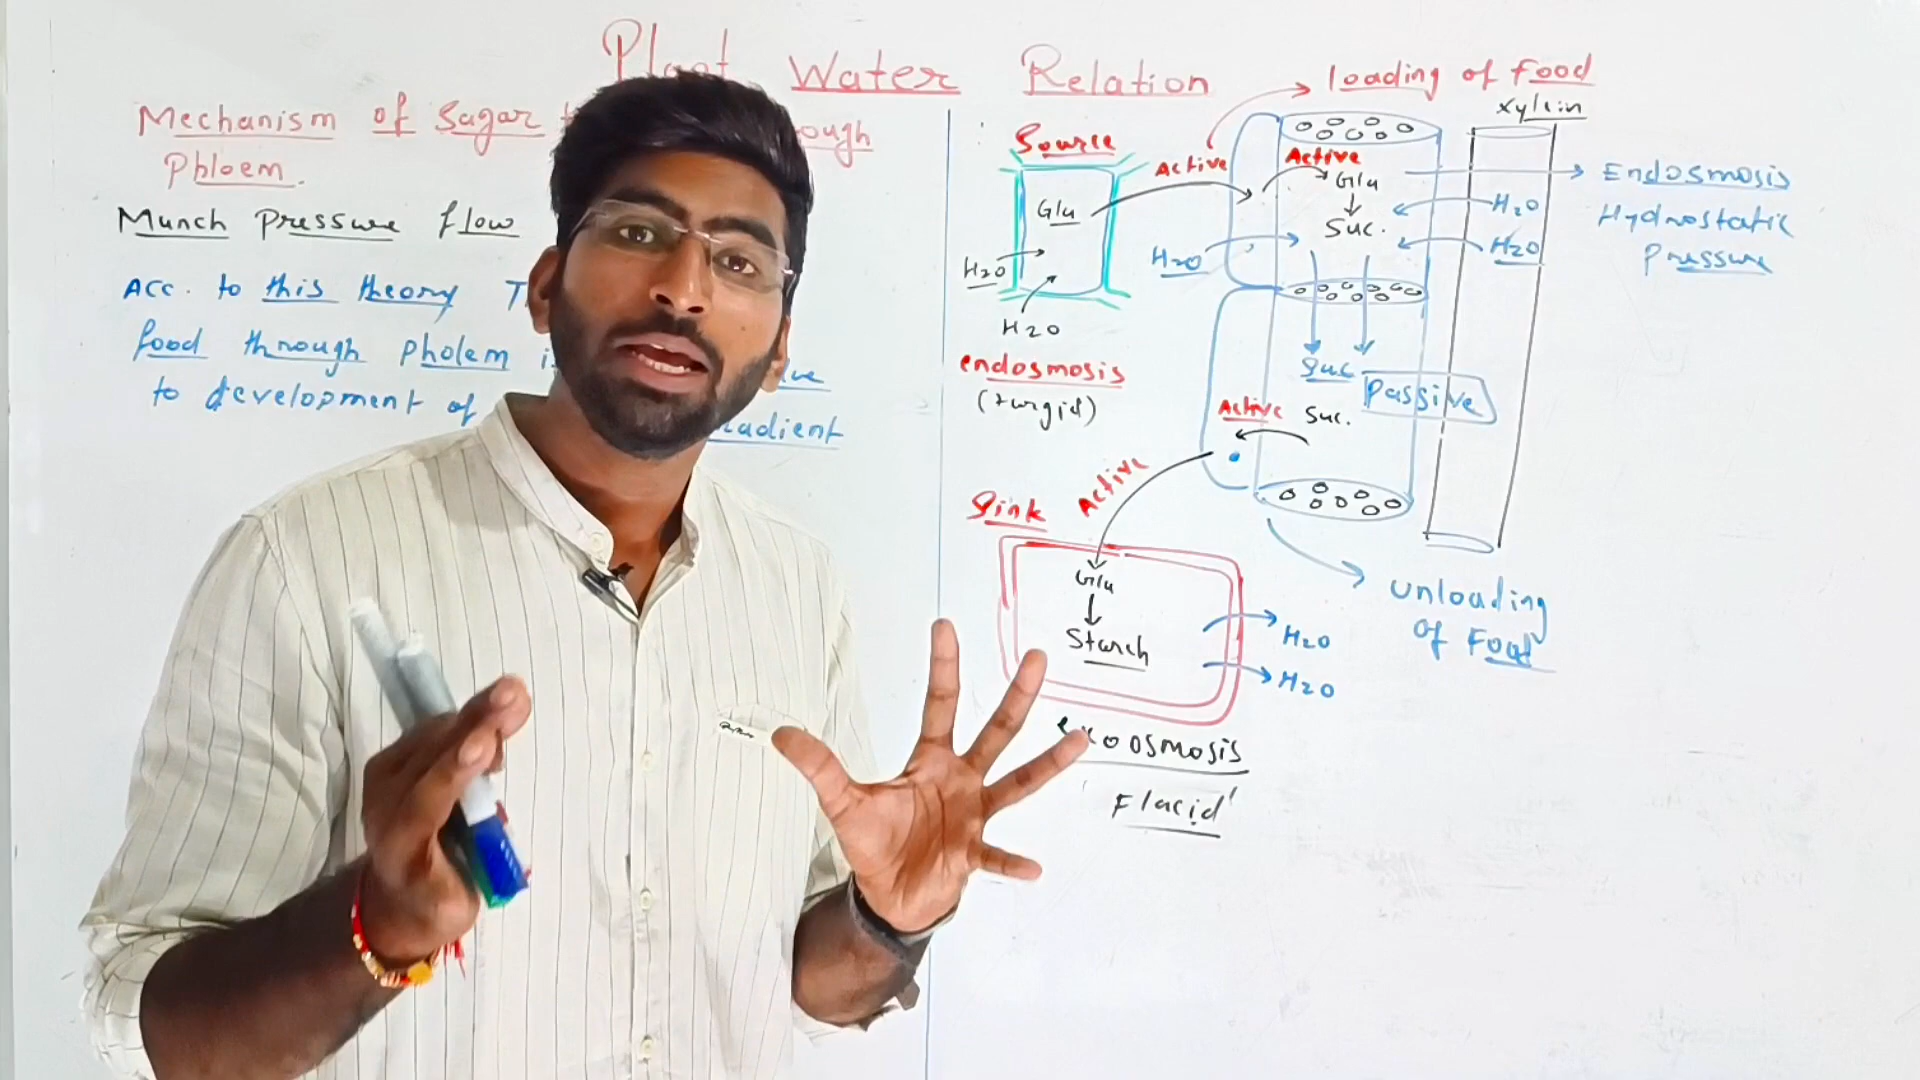 Plant Water Relation
Mechanism of Sagar t ough
Phloem.
Munch Pressure flow
Acc. to this theory T
food through pholem i
to development of radient
Source
Glu
H2O
H2O
endosmosis
(turgid)
Active
loading of Food
Active
Glu
Suc.
H2O
Suc
Passive
Active
Suc.
xylem
H2O
H2O
Endosmosis
Hydrostatic
Pressure
Sink
Active
Glu
Starch
H2O
H2O
exoosmosis
Flacid
unloading
of Food